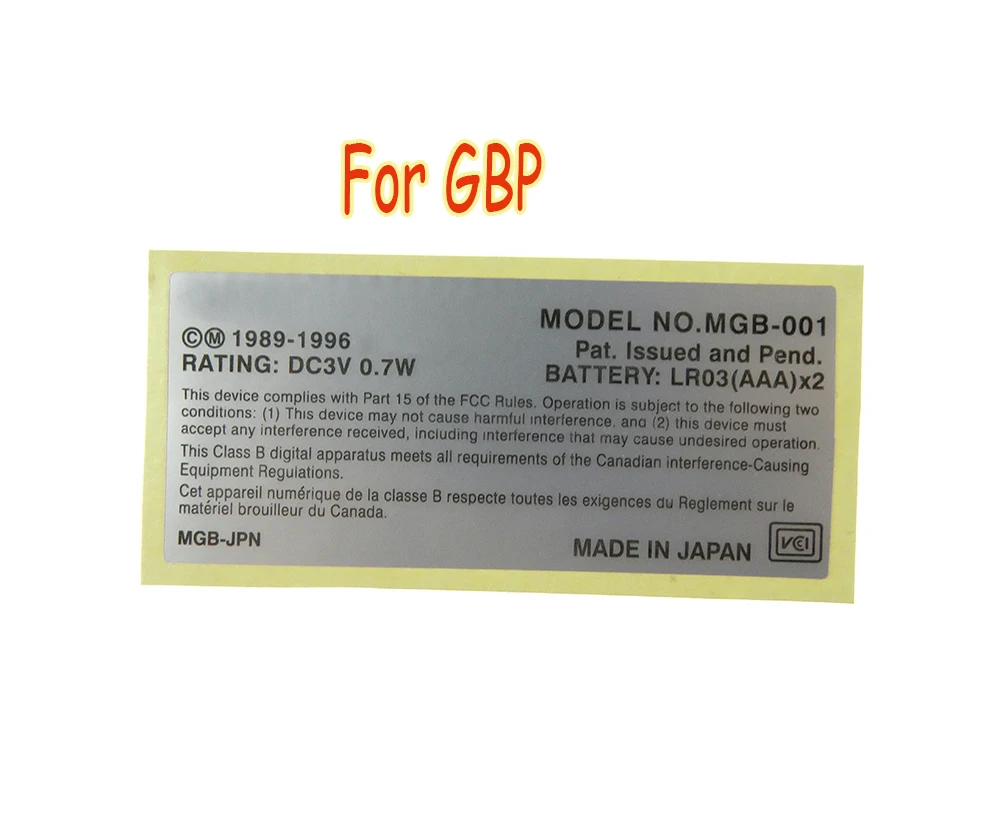 For GBP
MODEL NO.MGB-001
©Ⓜ 1989-1996
Pat. Issued and Pend.
RATING: DC3V 0.7W
BATTERY: LR03(AAA)x2
This device complies with Part 15 of the FCC Rules. Operation is subject to the following two
conditions: (1) This device may not cause harmful interference. and (2) this device must
accept any interference received, including interference that may cause undesired operation.
This Class B digital apparatus meets all requirements of the Canadian interference-Causing
Equipment Regulations.
Cet appareil numérique de la classe B respecte toutes les exigences du Reglement sur le
matériel brouilleur du Canada.
MGB-JPN
MADE IN JAPAN
VCI